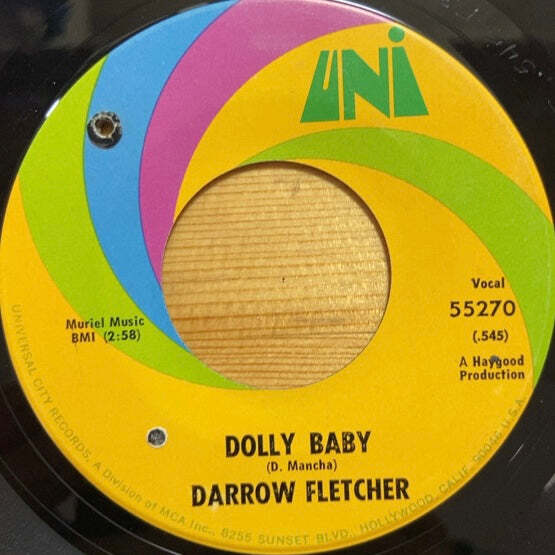 UNI
Vocal
55270
(.545)
Muriel Music
BMI (2:58)
A Haygood
Production
DOLLY BABY
(D. Mancha)
DARROW FLETCHER
UNIVERSAL CITY RECORDS, A Division of MCA Inc., 8255 SUNSET BLVD., HOLLYWOOD, CALIF. 90046 U.S.A.